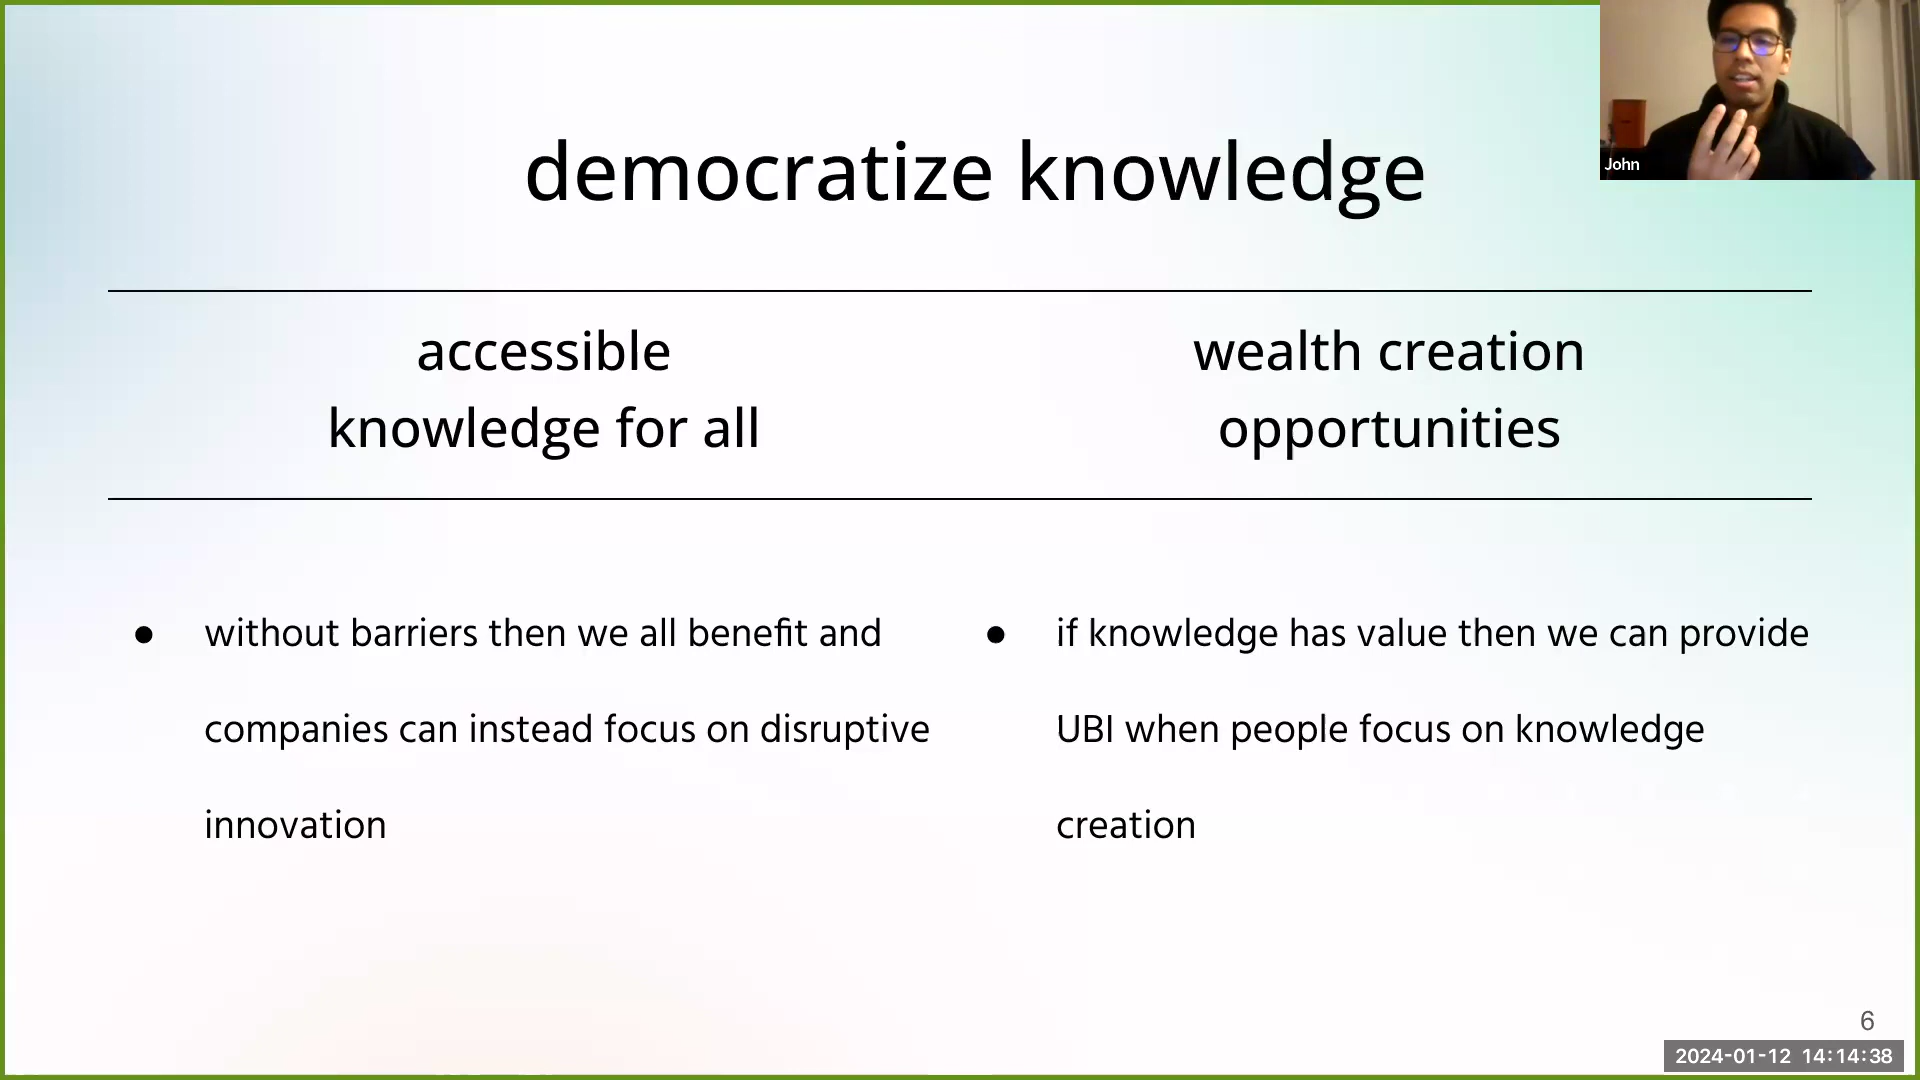 democratize knowledge
John
accessible
knowledge for all
wealth creation
opportunities
● without barriers then we all benefit and
companies can instead focus on disruptive
innovation
● if knowledge has value then we can provide
UBI when people focus on knowledge
creation
6
2024-01-12 14:14:38